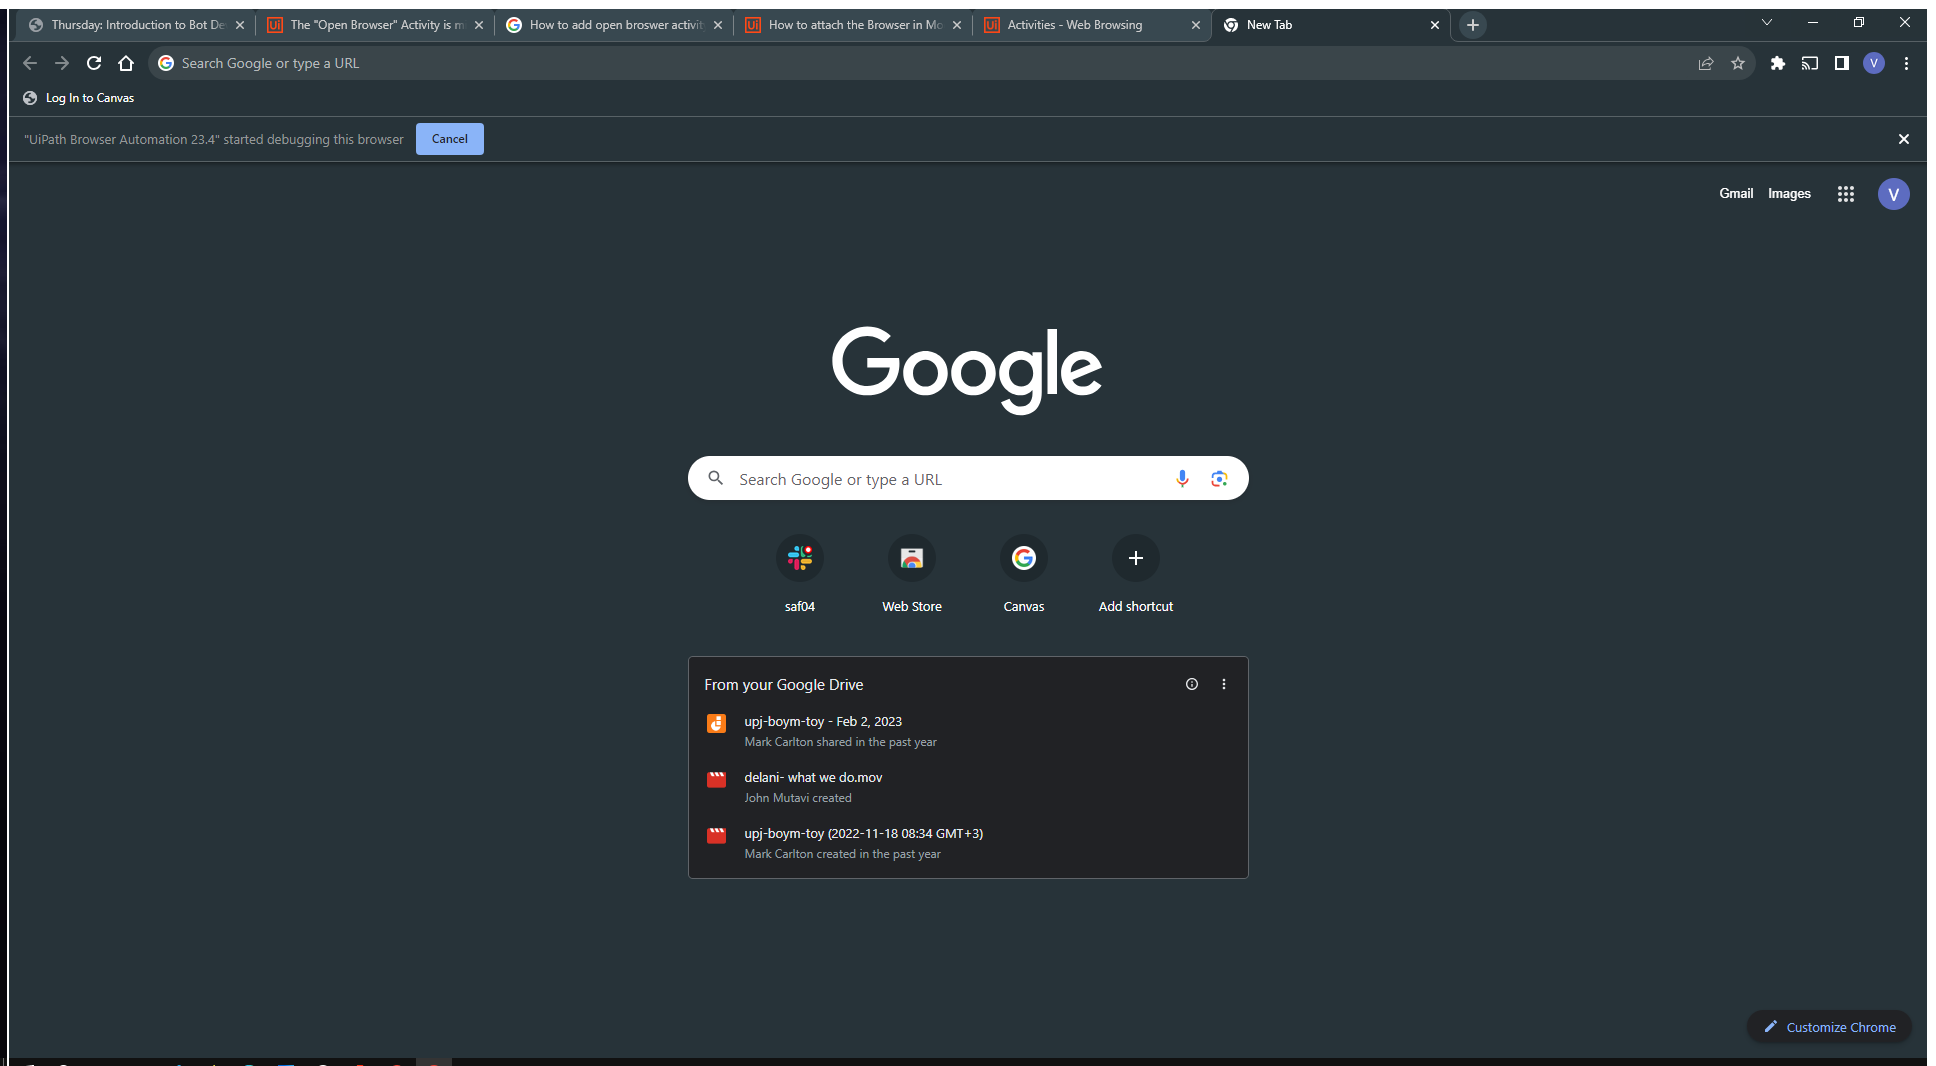 Thursday: Introduction to Bot De
The "Open Browser" Activity is m
How to add open broswer activit
How to attach the Browser in Mo
Activities - Web Browsing
New Tab
Search Google or type a URL
Log In to Canvas
"UiPath Browser Automation 23.4" started debugging this browser
Cancel
Gmail
Images
V
Google
Search Google or type a URL
saf04
Web Store
Canvas
Add shortcut
From your Google Drive
upj-boym-toy - Feb 2, 2023
Mark Carlton shared in the past year
delani- what we do.mov
John Mutavi created
upj-boym-toy (2022-11-18 08:34 GMT+3)
Mark Carlton created in the past year
Customize Chrome